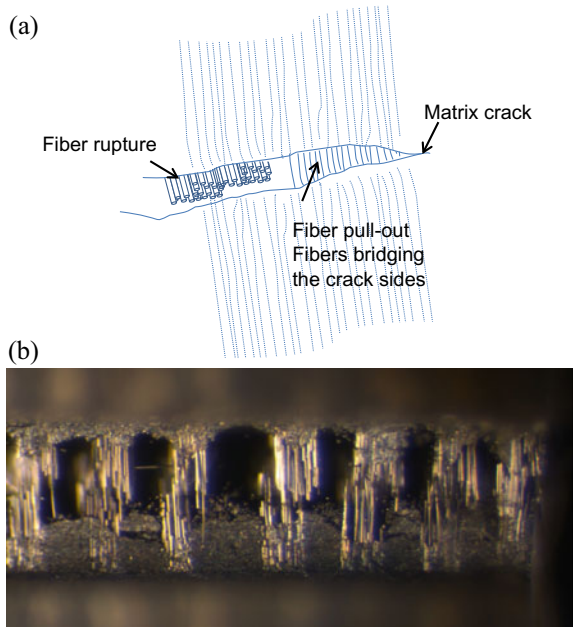 (a)
Matrix crack
Fiber rupture
Fiber pull-out
Fibers bridging
the crack sides
(b)